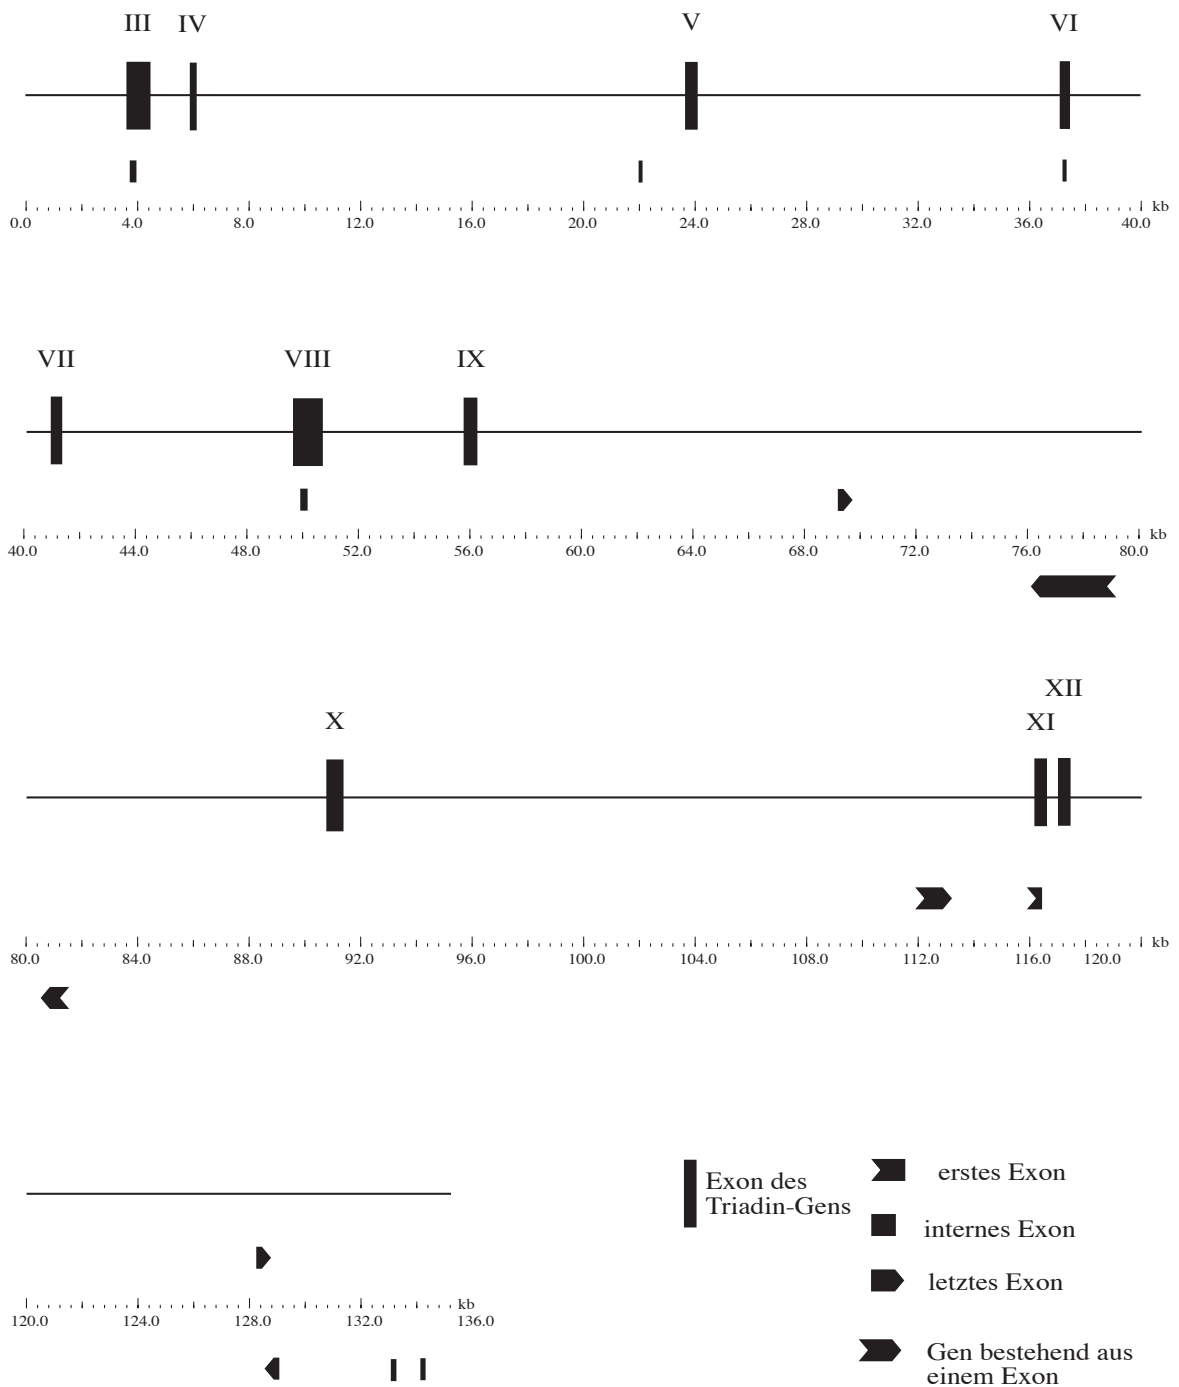 III IV V VI
kb
0.0 4.0 8.0 12.0 16.0 20.0 24.0 28.0 32.0 36.0 40.0
VII VIII IX
kb
40.0 44.0 48.0 52.0 56.0 60.0 64.0 68.0 72.0 76.0 80.0
XII
X XI
kb
80.0 84.0 88.0 92.0 96.0 100.0 104.0 108.0 112.0 116.0 120.0
Exon des
Triadin-Gens
erstes Exon
internes Exon
letztes Exon
kb
120.0 124.0 128.0 132.0 136.0
Gen bestehend aus
einem Exon